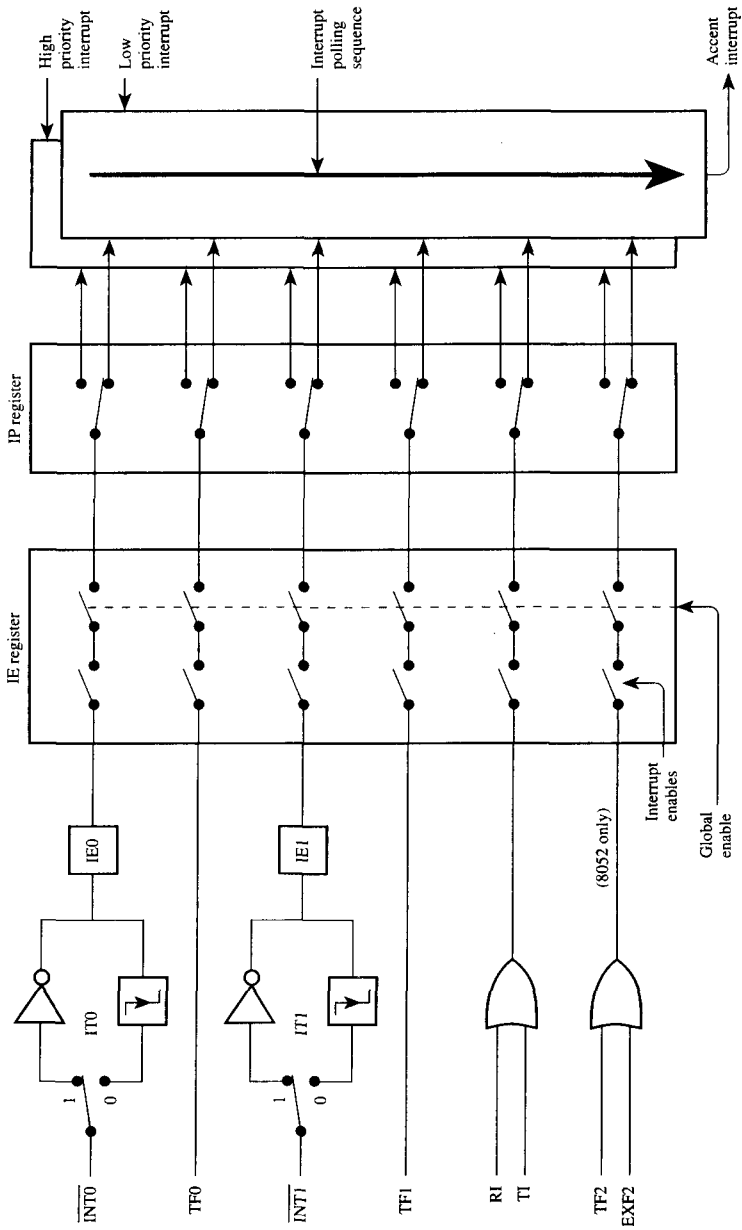 INT0
TF0
INT1
TF1
RI
TI
TF2
EXF2
1
0
IT0
IE0
1
0
IT1
IE1
(8052 only)
IE register
Interrupt
enables
Global
enable
IP register
High
priority
interrupt
Low
priority
interrupt
Interrupt
polling
sequence
Accent
interrupt